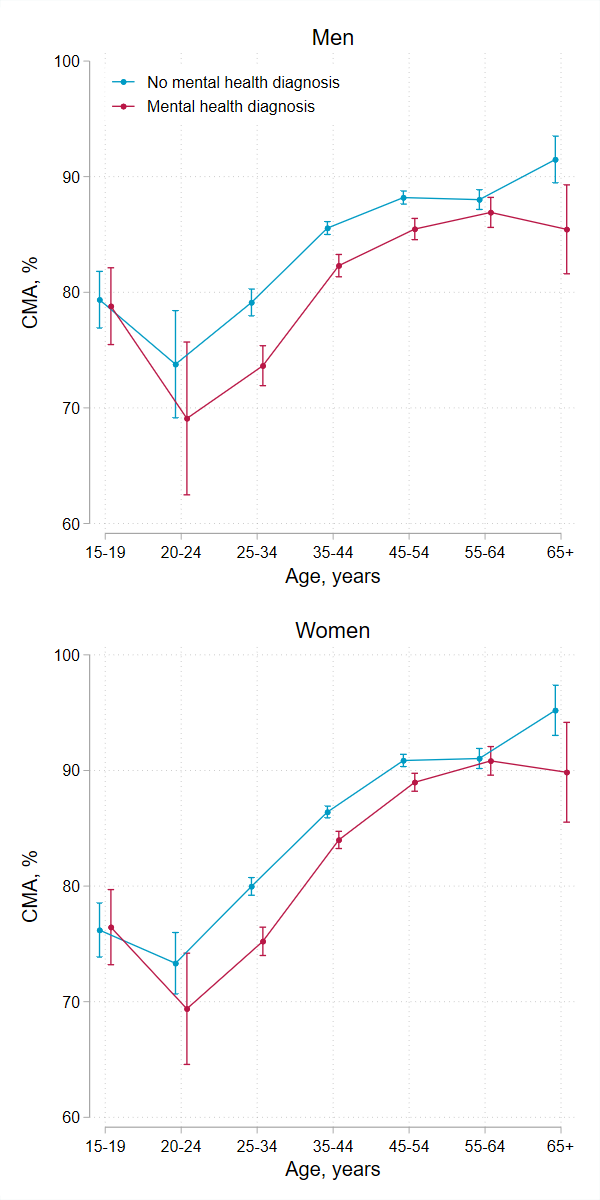 Men
100
90
80
70
60
CMA, %
No mental health diagnosis
Mental health diagnosis
15-19 20-24 25-34 35-44 45-54 55-64 65+
Age, years
Women
100
90
80
70
60
CMA, %
15-19 20-24 25-34 35-44 45-54 55-64 65+
Age, years